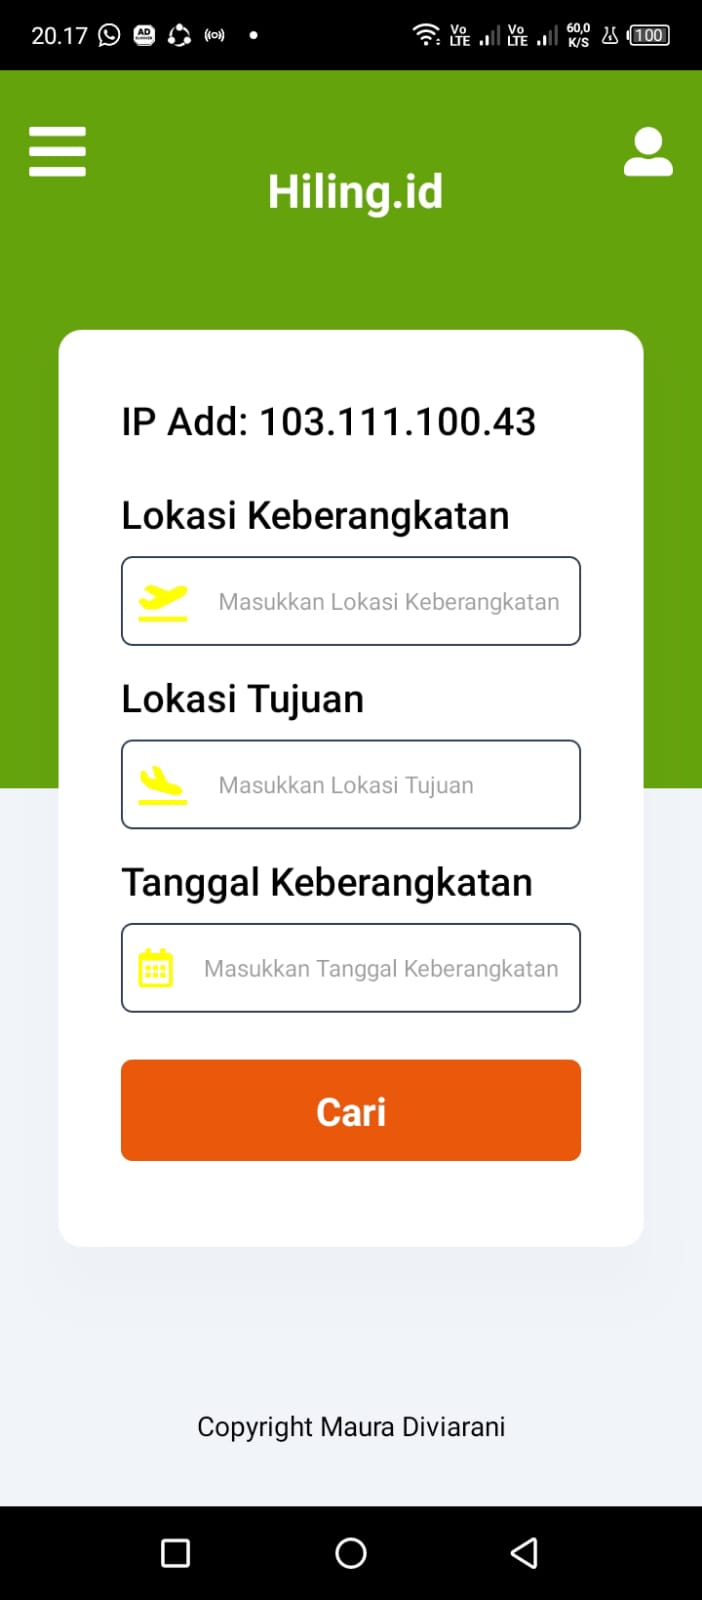 20.17 AD Vo LTE Vo LTE 60,0 K/S 100
Hiling.id
IP Add: 103.111.100.43
Lokasi Keberangkatan
Masukkan Lokasi Keberangkatan
Lokasi Tujuan
Masukkan Lokasi Tujuan
Tanggal Keberangkatan
Masukkan Tanggal Keberangkatan
Cari
Copyright Maura Diviarani